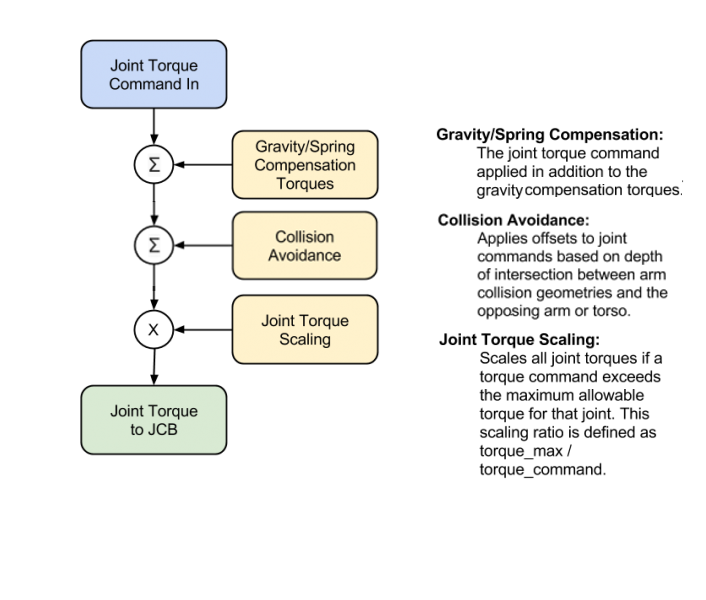 Joint Torque
Command In
Σ
Gravity/Spring
Compensation
Torques
Σ
Collision
Avoidance
X
Joint Torque
Scaling
Joint Torque
to JCB
Gravity/Spring Compensation:
The joint torque command
applied in addition to the
gravity compensation torques.
Collision Avoidance:
Applies offsets to joint
commands based on depth
of intersection between arm
collision geometries and the
opposing arm or torso.
Joint Torque Scaling:
Scales all joint torques if a
torque command exceeds
the maximum allowable
torque for that joint. This
scaling ratio is defined as
torque_max /
torque_command.